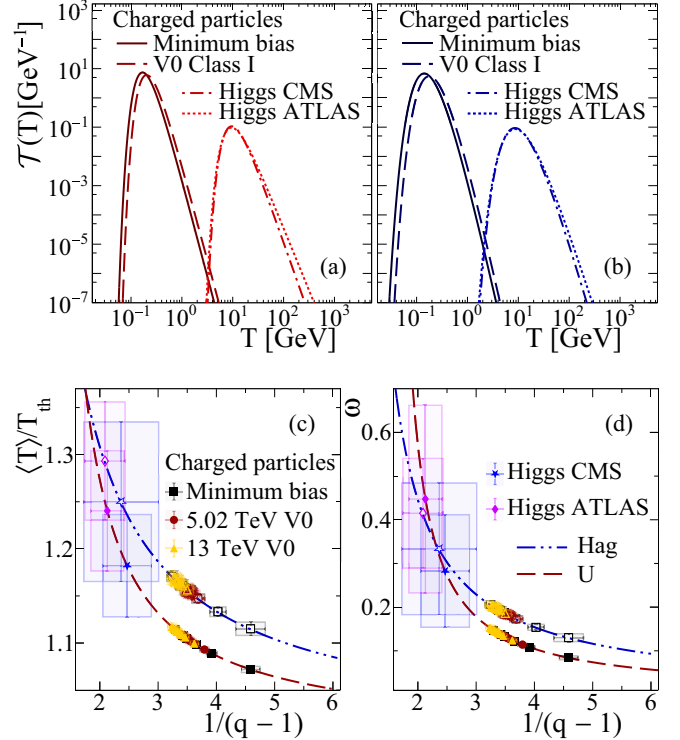 Charged particles
Minimum bias
V0 Class I
Higgs CMS
Higgs ATLAS
(a)
𝒯(T)[GeV⁻¹]
10³
10
10⁻¹
10⁻³
10⁻⁵
10⁻⁷
10⁻¹ 10⁰ 10¹ 10² 10³
T [GeV]
Charged particles
Minimum bias
V0 Class I
Higgs CMS
Higgs ATLAS
(b)
10⁻¹ 10⁰ 10¹ 10² 10³
T [GeV]
(c)
⟨T⟩/T_th
1.3
1.2
1.1
Charged particles
Minimum bias
5.02 TeV V0
13 TeV V0
2 3 4 5 6
1/(q − 1)
ω
(d)
0.6
0.4
0.2
Higgs CMS
Higgs ATLAS
Hag
U
2 3 4 5 6
1/(q − 1)